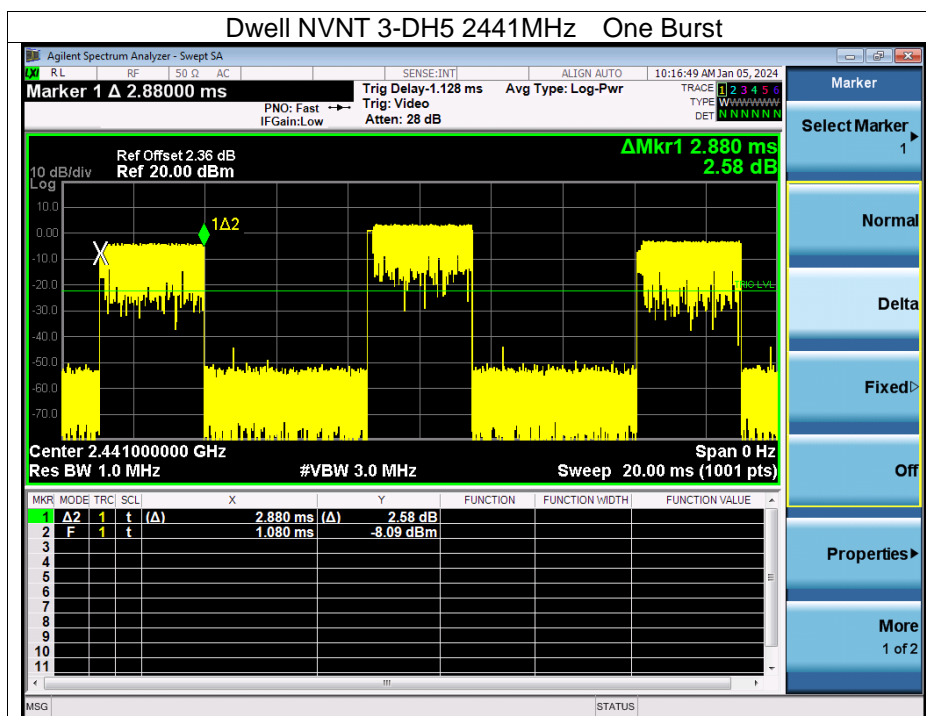 Dwell NVNT 3-DH5 2441MHz One Burst
Agilent Spectrum Analyzer - Swept SA
LXI RL RF 50 Ω AC SENSE:INT ALIGN AUTO 10:16:49 AM Jan 05, 2024
Marker 1 Δ 2.88000 ms
PNO: Fast
IFGain:Low
Trig Delay-1.128 ms
Trig: Video
Atten: 28 dB
Avg Type: Log-Pwr
TRACE 1 2 3 4 5 6
TYPE WWWWWW
DET N N N N N N
ΔMkr1 2.880 ms
2.58 dB
Ref Offset 2.36 dB
10 dB/div Ref 20.00 dBm
Log
10.0
0.00
-10.0
-20.0
-30.0
-40.0
-50.0
-60.0
-70.0
1Δ2
X
TRIG LVL
Center 2.441000000 GHz Span 0 Hz
Res BW 1.0 MHz #VBW 3.0 MHz Sweep 20.00 ms (1001 pts)
MKR MODE TRC SCL X Y FUNCTION FUNCTION WIDTH FUNCTION VALUE
1 Δ2 1 t (Δ) 2.880 ms (Δ) 2.58 dB
2 F 1 t 1.080 ms -8.09 dBm
3
4
5
6
7
8
9
10
11
MSG STATUS
Marker
Select Marker
1
Normal
Delta
Fixed
Off
Properties
More
1 of 2